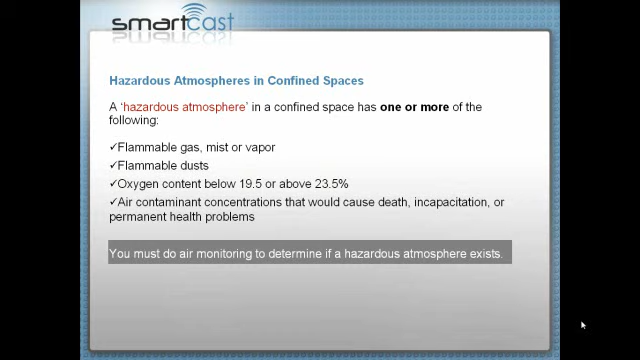 smartcast
Hazardous Atmospheres in Confined Spaces
A ‘hazardous atmosphere’ in a confined space has one or more of the
following:
✓Flammable gas, mist or vapor
✓Flammable dusts
✓Oxygen content below 19.5 or above 23.5%
✓Air contaminant concentrations that would cause death, incapacitation, or
permanent health problems
You must do air monitoring to determine if a hazardous atmosphere exists.